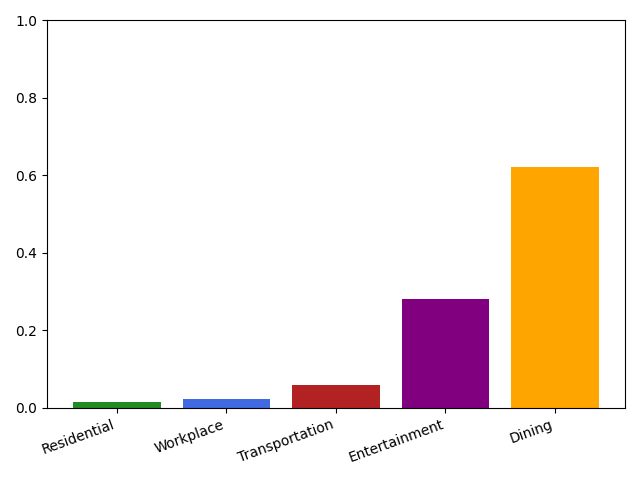 1.0
0.8
0.6
0.4
0.2
0.0
Residential
Workplace
Transportation
Entertainment
Dining